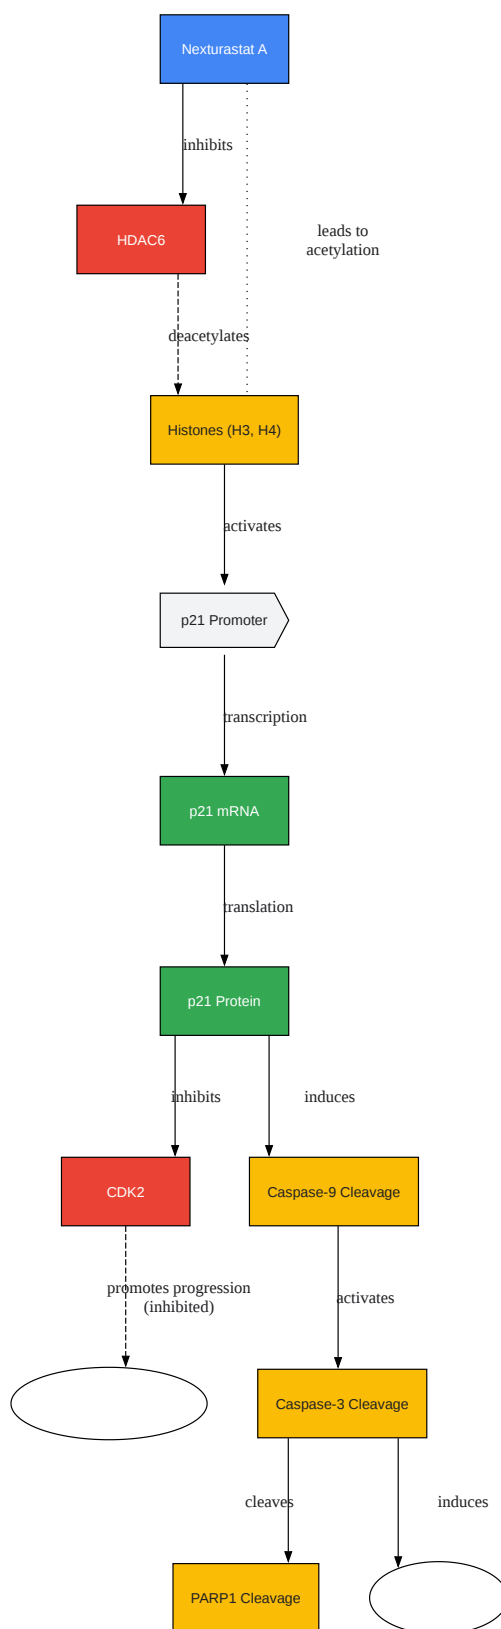 Nexturastat A
inhibits
leads to
acetylation
HDAC6
deacetylates
Histones (H3, H4)
activates
p21 Promoter
transcription
p21 mRNA
translation
p21 Protein
inhibits
induces
CDK2
Caspase-9 Cleavage
promotes progression
(inhibited)
activates
Caspase-3 Cleavage
cleaves
induces
PARP1 Cleavage